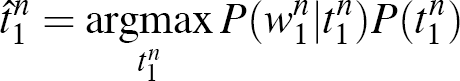 t̂₁ⁿ = argmax P(w₁ⁿ|t₁ⁿ)P(t₁ⁿ)
t₁ⁿ